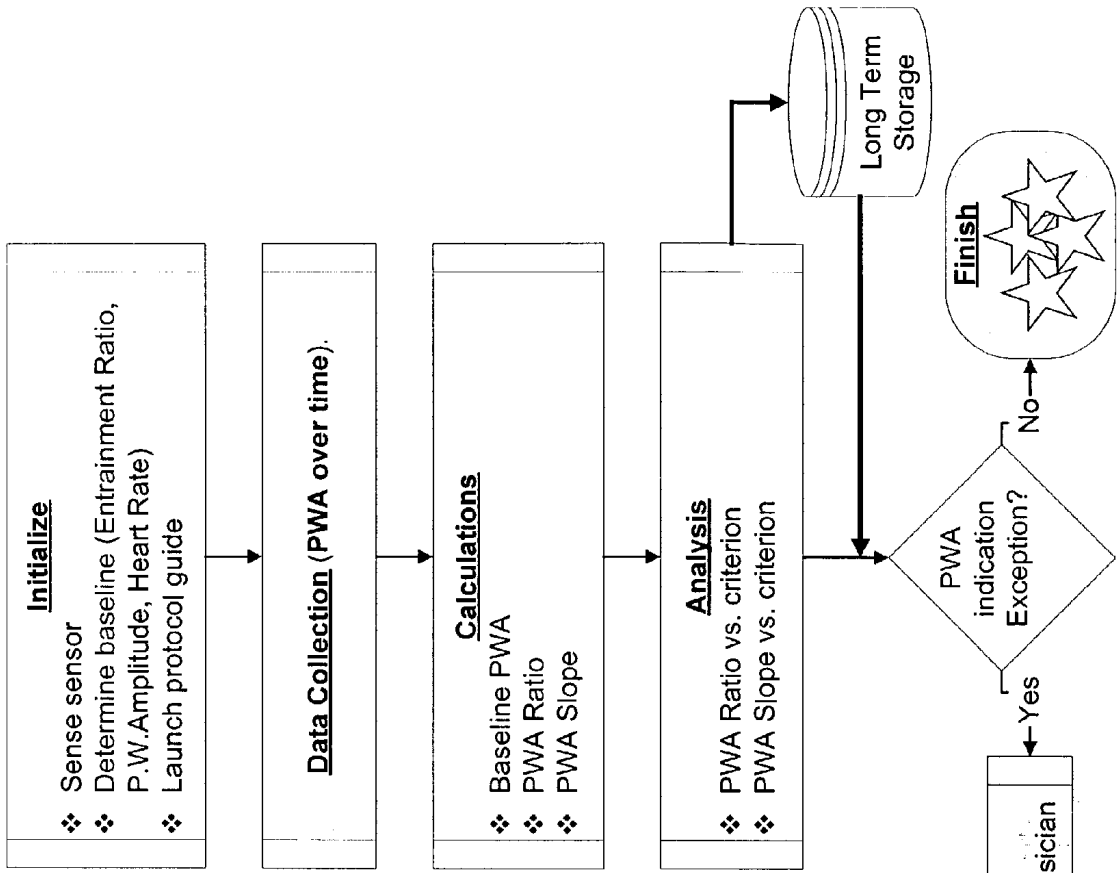 Initialize
❖ Sense sensor
❖ Determine baseline (Entrainment Ratio,
P.W.Amplitude, Heart Rate)
❖ Launch protocol guide
Data Collection (PWA over time).
Calculations
❖ Baseline PWA
❖ PWA Ratio
❖ PWA Slope
Analysis
❖ PWA Ratio vs. criterion
❖ PWA Slope vs. criterion
Long Term
Storage
PWA
indication
Exception?
Yes
No
Finish
sician